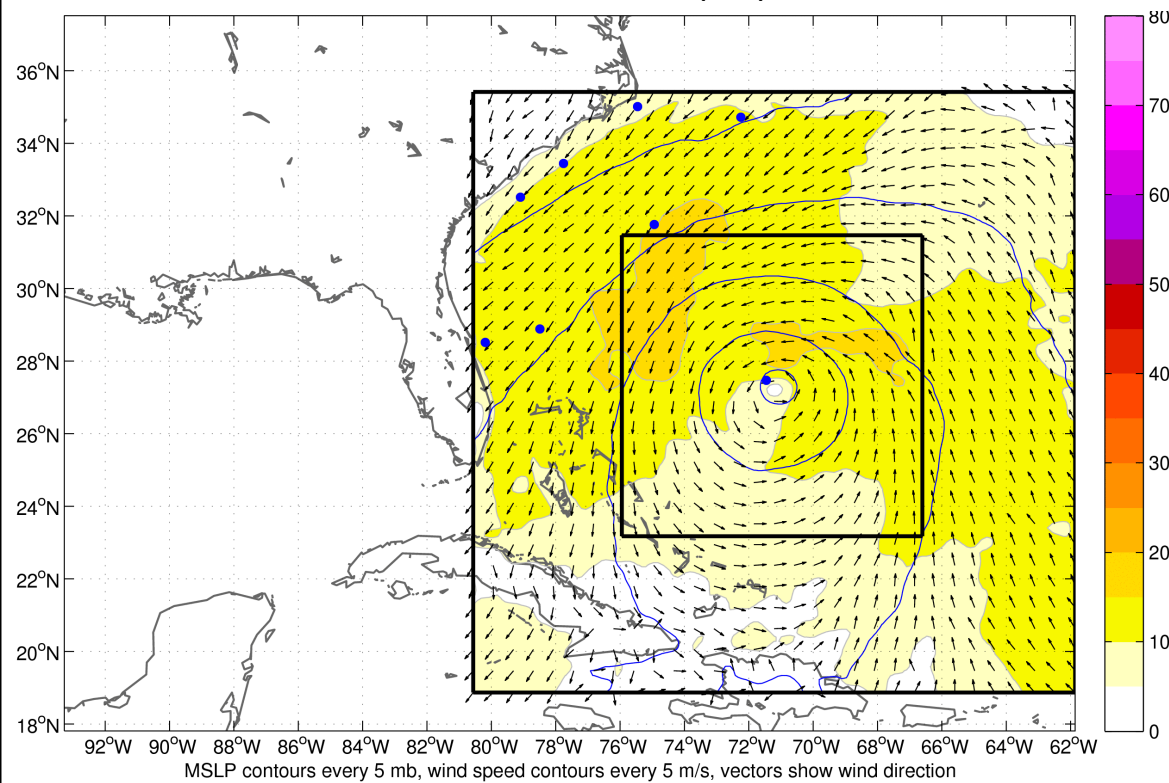 80
70
60
50
40
30
20
10
0
36°N
34°N
32°N
30°N
28°N
26°N
24°N
22°N
20°N
18°N
92°W 90°W 88°W 86°W 84°W 82°W 80°W 78°W 76°W 74°W 72°W 70°W 68°W 66°W 64°W 62°W
MSLP contours every 5 mb, wind speed contours every 5 m/s, vectors show wind direction